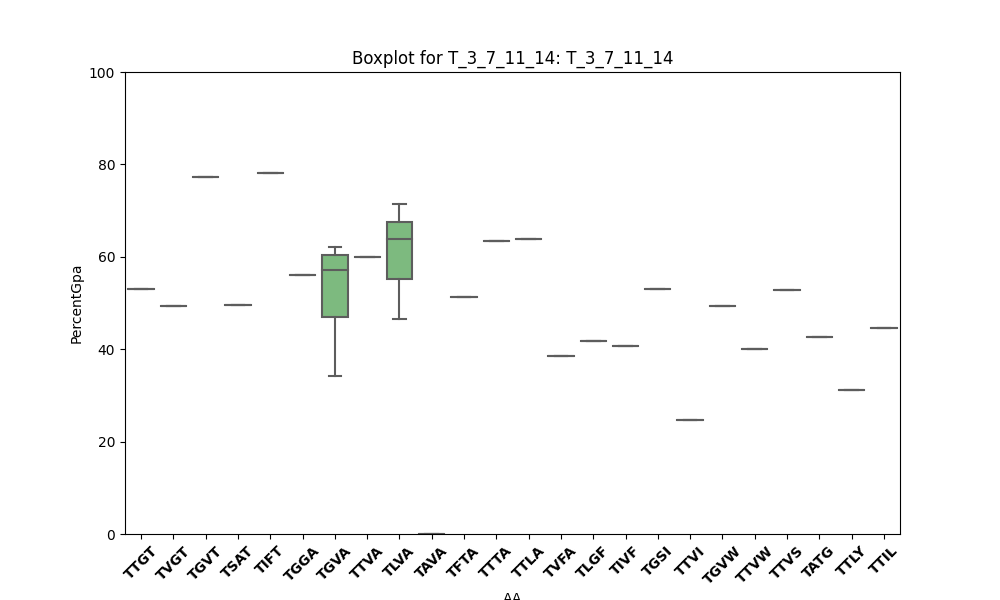 Boxplot for T_3_7_11_14: T_3_7_11_14
100
80
60
40
20
0
PercentGpa
TTGT
TVGT
TGVT
TSAT
TIFT
TGGA
TGVA
TTVA
TLVA
TAVA
TFTA
TTTA
TTLA
TVFA
TLGF
TIVF
TGSI
TTVI
TGVW
TTVW
TTVS
TATG
TTLY
TTIL
AA